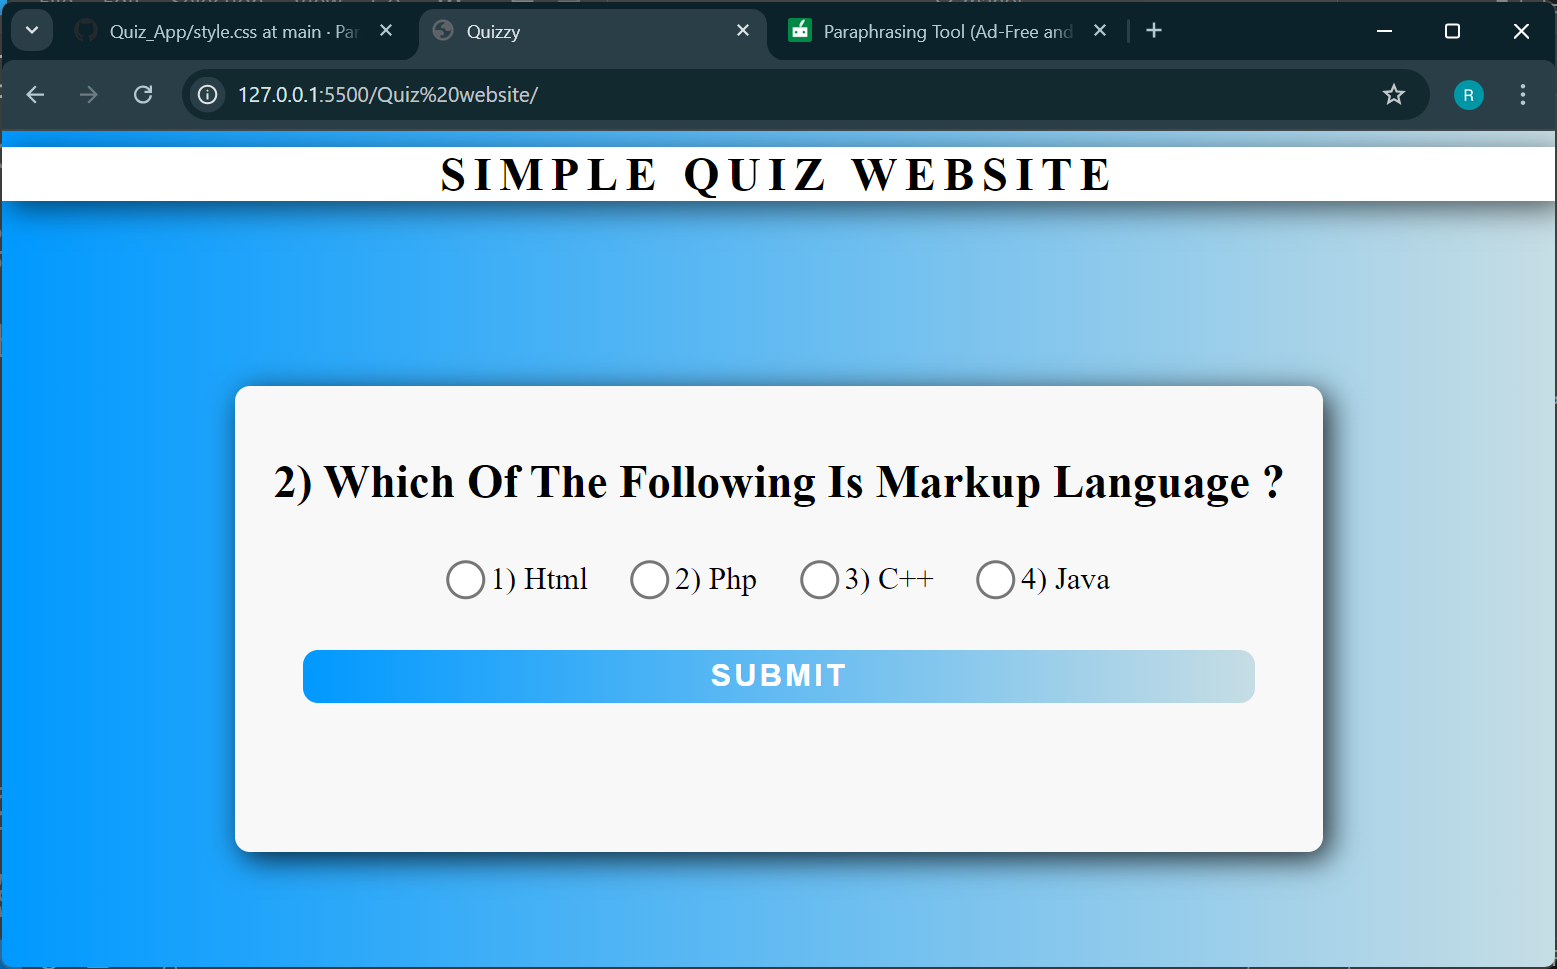 Quiz_App/style.css at main · Par
Quizzy
Paraphrasing Tool (Ad-Free and
127.0.0.1:5500/Quiz%20website/
R
SIMPLE QUIZ WEBSITE
2) Which Of The Following Is Markup Language ?
1) Html 2) Php 3) C++ 4) Java
SUBMIT